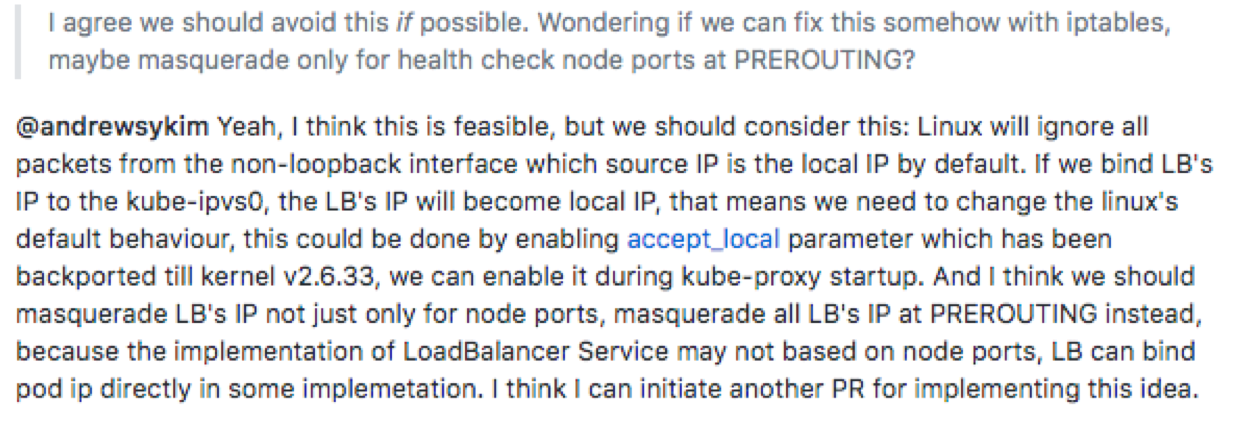 I agree we should avoid this if possible. Wondering if we can fix this somehow with iptables,
maybe masquerade only for health check node ports at PREROUTING?
@andrewsykim Yeah, I think this is feasible, but we should consider this: Linux will ignore all
packets from the non-loopback interface which source IP is the local IP by default. If we bind LB's
IP to the kube-ipvs0, the LB's IP will become local IP, that means we need to change the linux's
default behaviour, this could be done by enabling accept_local parameter which has been
backported till kernel v2.6.33, we can enable it during kube-proxy startup. And I think we should
masquerade LB's IP not just only for node ports, masquerade all LB's IP at PREROUTING instead,
because the implementation of LoadBalancer Service may not based on node ports, LB can bind
pod ip directly in some implemetation. I think I can initiate another PR for implementing this idea.